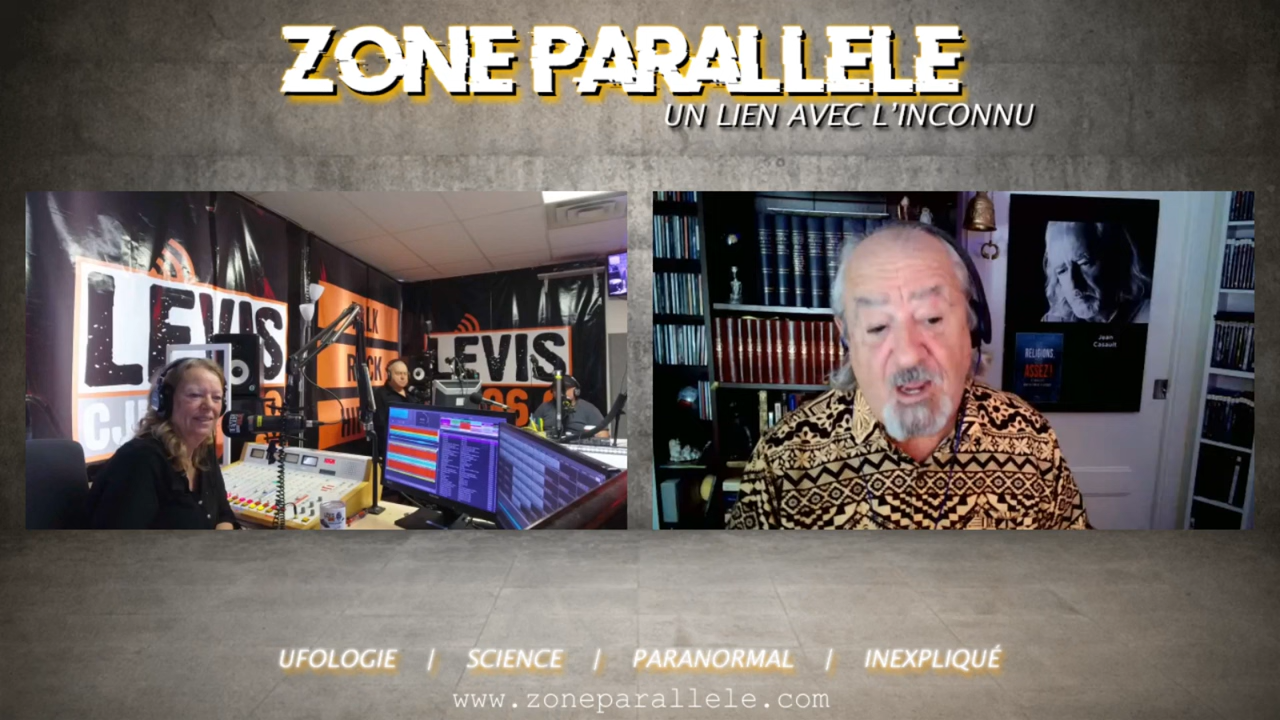 ZONE PARALLELE
UN LIEN AVEC L'INCONNU
LEVIS
LEVIS
Jean
Casault
RELIGIONS
ASSEZ!
UFOLOGIE | SCIENCE | PARANORMAL | INEXPLIQUÉ
www.zoneparallele.com